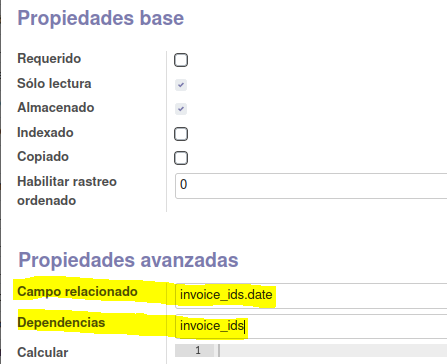 Propiedades base
Requerido
Sólo lectura
Almacenado
Indexado
Copiado
Habilitar rastreo
ordenado
0
Propiedades avanzadas
Campo relacionado
invoice_ids.date
Dependencias
invoice_ids
Calcular
1